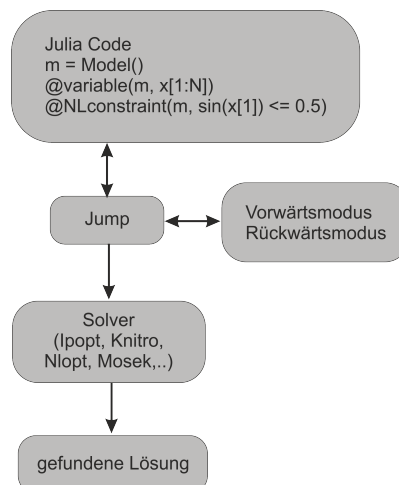 Julia Code
m = Model()
@variable(m, x[1:N])
@NLconstraint(m, sin(x[1]) <= 0.5)
Jump
Vorwärtsmodus
Rückwärtsmodus
Solver
(Ipopt, Knitro,
Nlopt, Mosek,..)
gefundene Lösung